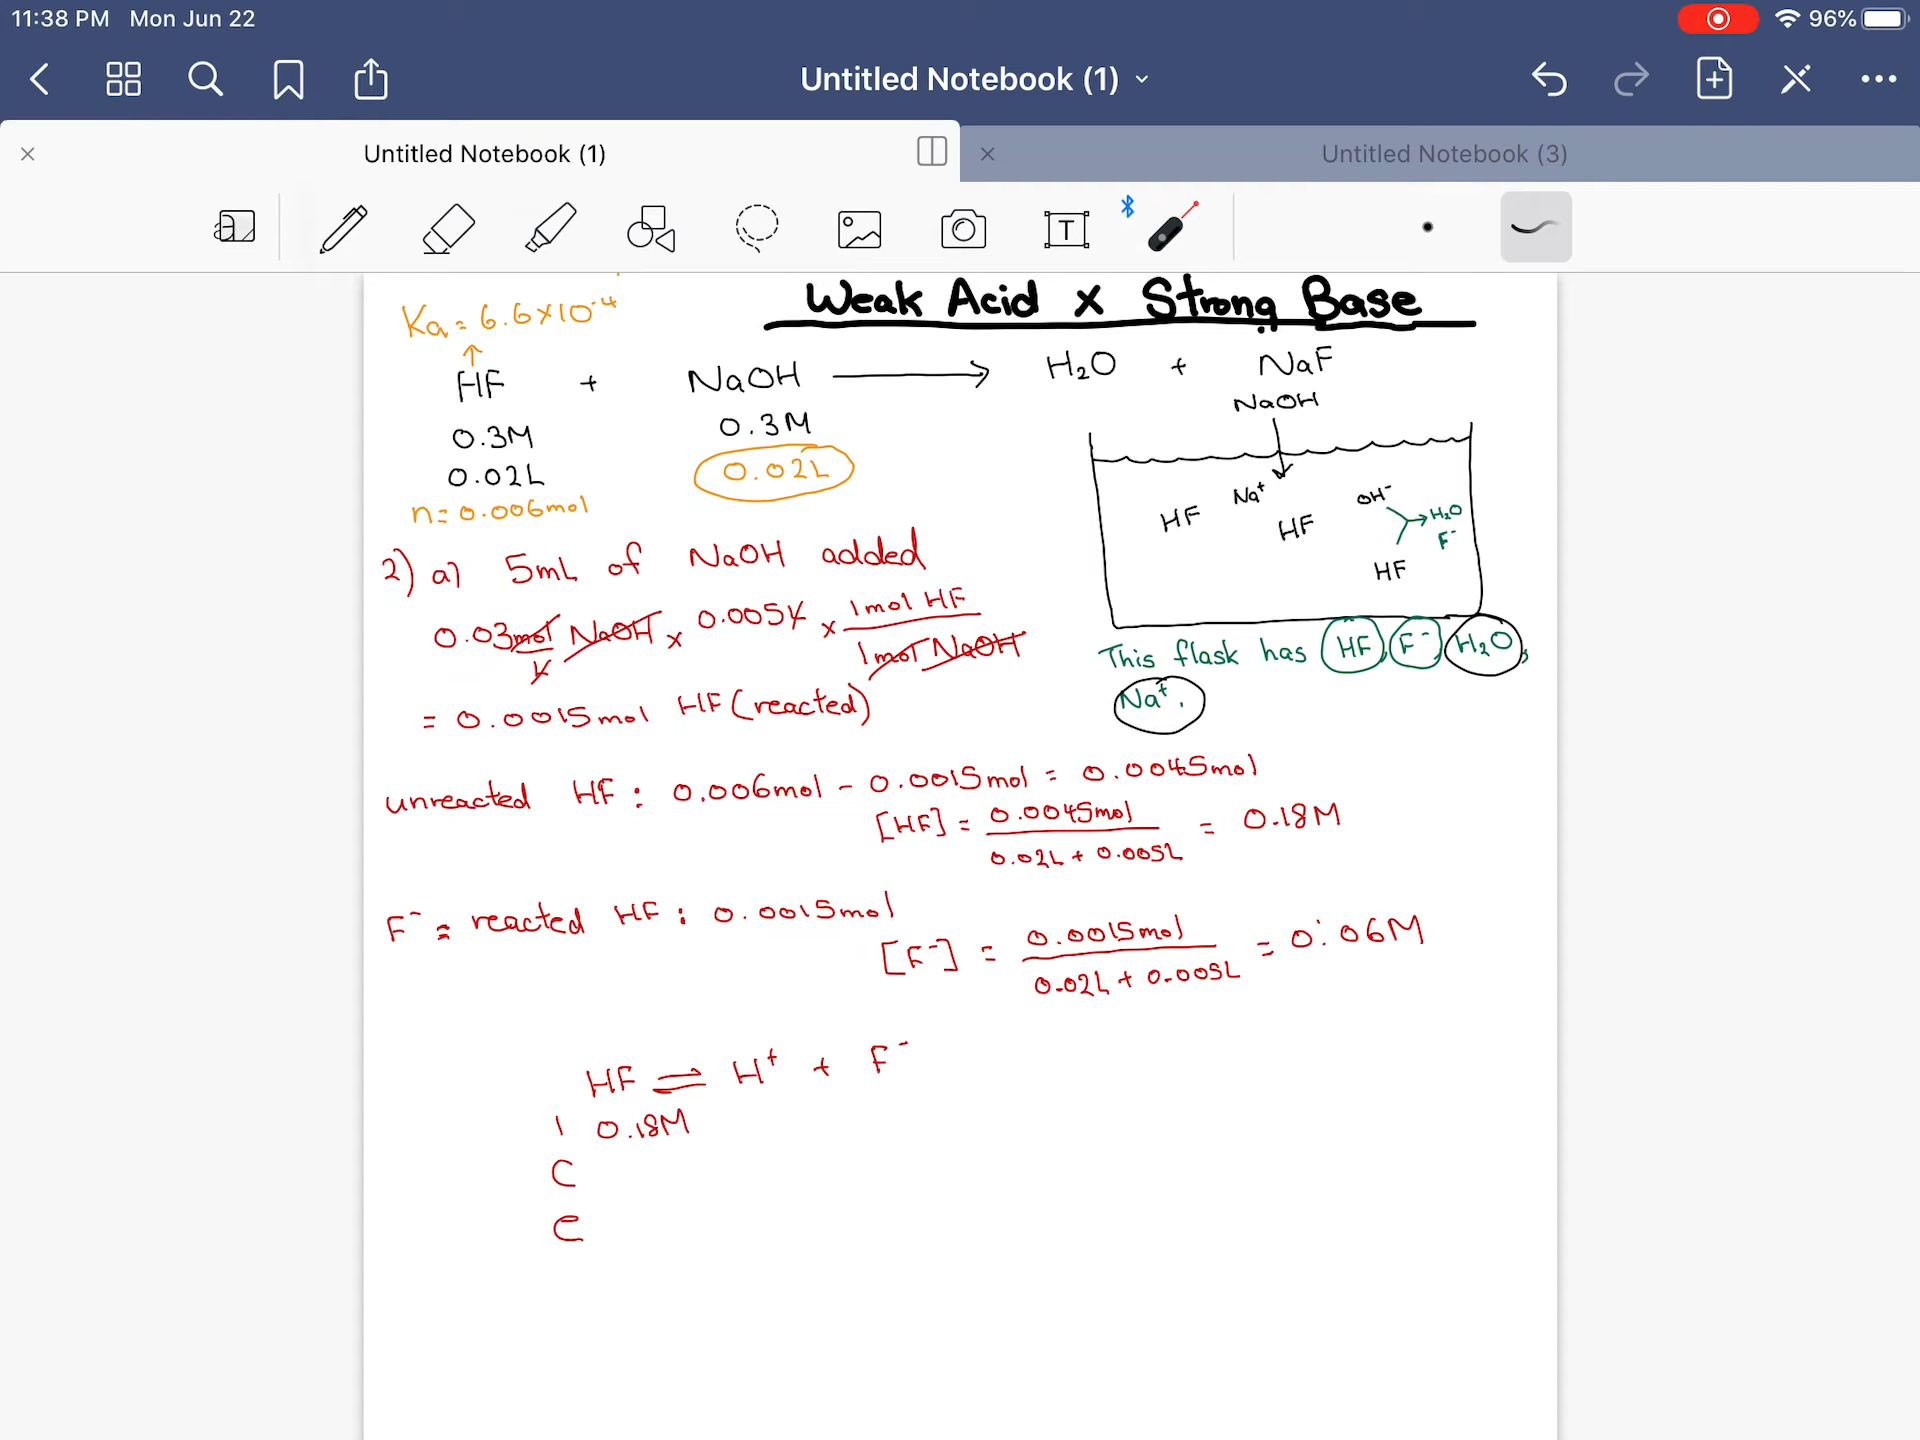 11:38 PM Mon Jun 22
96%
Untitled Notebook (1)
Untitled Notebook (1)
Untitled Notebook (3)
Weak Acid x Strong Base
Ka = 6.6×10⁻⁴
↑
HF + NaOH ⟶ H₂O + NaF
0.3M 0.3M
0.02L 0.02L
n = 0.006mol
NaOH
HF Na⁺ HF OH⁻ →H₂O
F⁻
HF
This flask has HF, F⁻, H₂O,
Na⁺.
2) a) 5mL of NaOH added
0.03 mol/L NaOH × 0.005L × 1mol HF / 1mol NaOH
= 0.0015mol HF (reacted)
unreacted HF : 0.006mol - 0.0015mol = 0.0045mol
[HF] = 0.0045mol / 0.02L + 0.005L = 0.18M
F⁻ = reacted HF : 0.0015mol
[F⁻] = 0.0015mol / 0.02L + 0.005L = 0.06M
HF ⇌ H⁺ + F⁻
I 0.18M
C
E